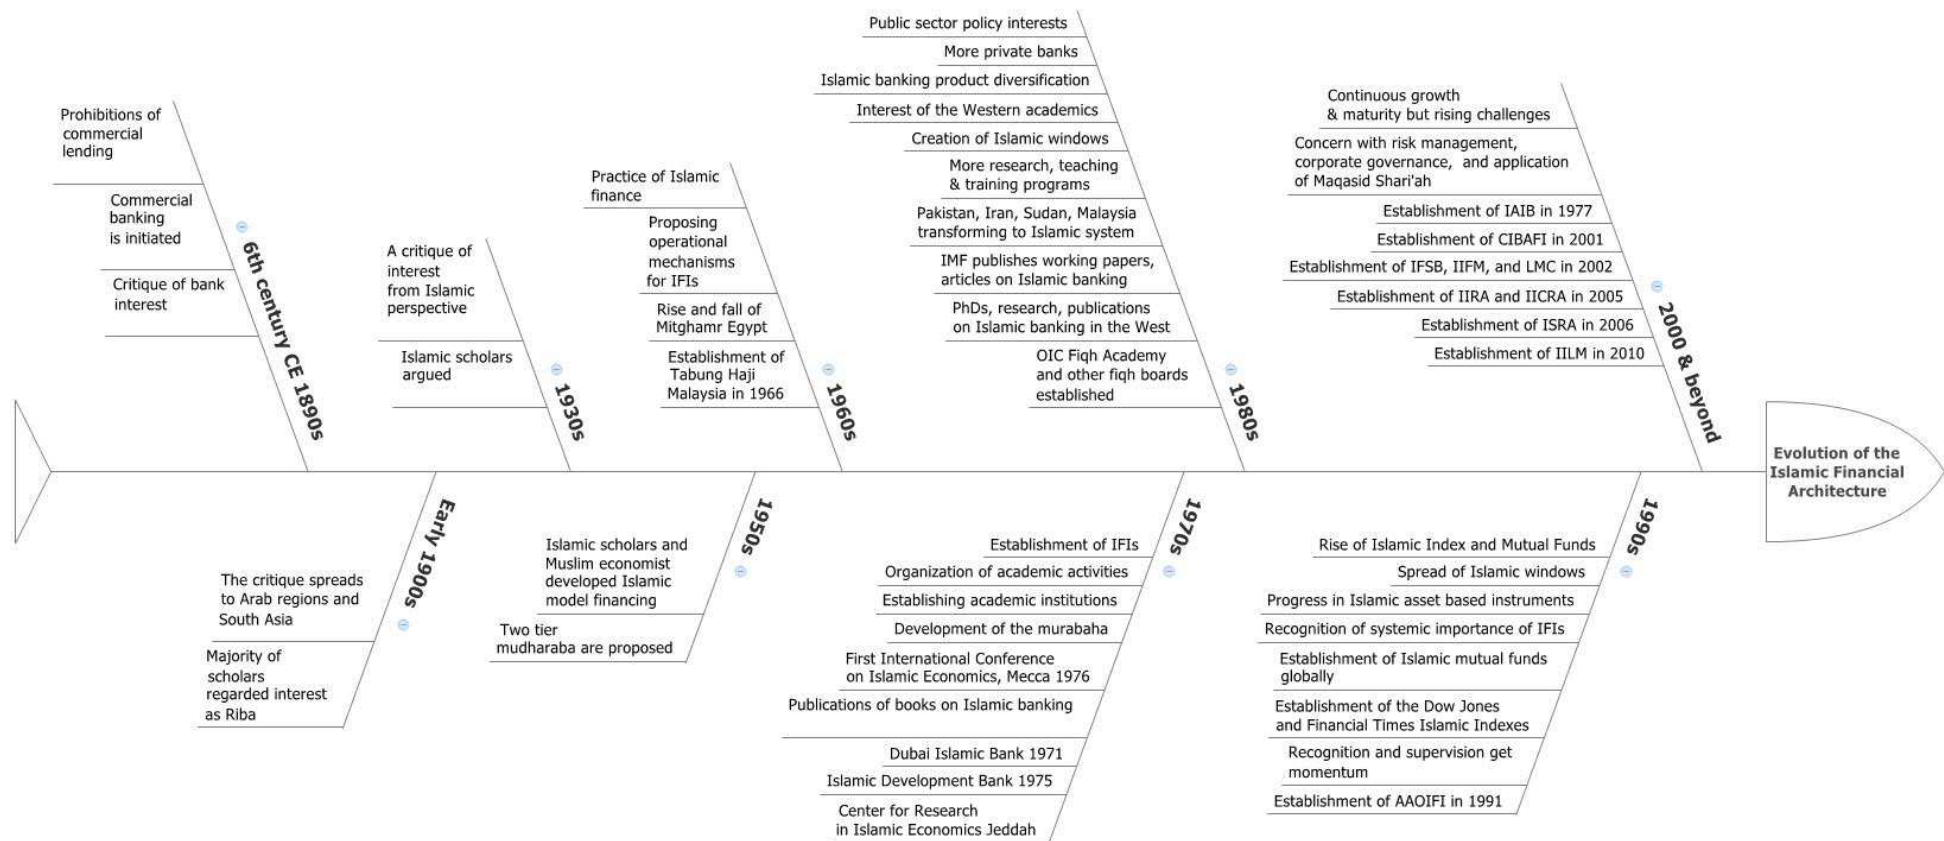 Prohibitions of
commercial
lending
Commercial
banking
is initiated
Critique of bank
interest
6th century CE 1890s
A critique of
interest
from Islamic
perspective
Islamic scholars
argued
1930s
Practice of Islamic
finance
Proposing
operational
mechanisms
for IFIs
Rise and fall of
Mitghamr Egypt
Establishment of
Tabung Haji
Malaysia in 1966
1960s
Public sector policy interests
More private banks
Islamic banking product diversification
Interest of the Western academics
Creation of Islamic windows
More research, teaching
& training programs
Pakistan, Iran, Sudan, Malaysia
transforming to Islamic system
IMF publishes working papers,
articles on Islamic banking
PhDs, research, publications
on Islamic banking in the West
OIC Fiqh Academy
and other fiqh boards
established
1980s
Continuous growth
& maturity but rising challenges
Concern with risk management,
corporate governance, and application
of Maqasid Shari'ah
Establishment of IAIB in 1977
Establishment of CIBAFI in 2001
Establishment of IFSB, IIFM, and LMC in 2002
Establishment of IIRA and IICRA in 2005
Establishment of ISRA in 2006
Establishment of IILM in 2010
2000 & beyond
Evolution of the
Islamic Financial
Architecture
Early 1900s
The critique spreads
to Arab regions and
South Asia
Majority of
scholars
regarded interest
as Riba
1950s
Islamic scholars and
Muslim economist
developed Islamic
model financing
Two tier
mudharaba are proposed
1970s
Establishment of IFIs
Organization of academic activities
Establishing academic institutions
Development of the murabaha
First International Conference
on Islamic Economics, Mecca 1976
Publications of books on Islamic banking
Dubai Islamic Bank 1971
Islamic Development Bank 1975
Center for Research
in Islamic Economics Jeddah
1990s
Rise of Islamic Index and Mutual Funds
Spread of Islamic windows
Progress in Islamic asset based instruments
Recognition of systemic importance of IFIs
Establishment of Islamic mutual funds
globally
Establishment of the Dow Jones
and Financial Times Islamic Indexes
Recognition and supervision get
momentum
Establishment of AAOIFI in 1991